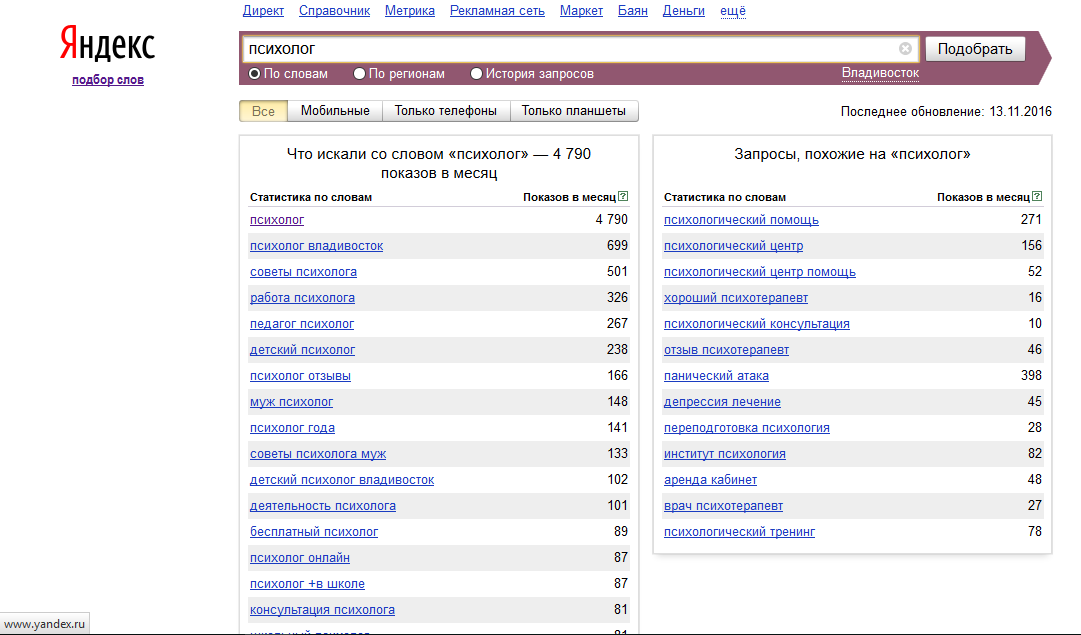 Директ Справочник Метрика Рекламная сеть Маркет Баян Деньги ещё
Яндекс
подбор слов
психолог
Подобрать
По словам По регионам История запросов
Владивосток
Все Мобильные Только телефоны Только планшеты
Последнее обновление: 13.11.2016
Что искали со словом «психолог» — 4 790
показов в месяц
Статистика по словам Показов в месяц ?
психолог 4 790
психолог владивосток 699
советы психолога 501
работа психолога 326
педагог психолог 267
детский психолог 238
психолог отзывы 166
муж психолог 148
психолог года 141
советы психолога муж 133
детский психолог владивосток 102
деятельность психолога 101
бесплатный психолог 89
психолог онлайн 87
психолог +в школе 87
консультация психолога 81
Запросы, похожие на «психолог»
Статистика по словам Показов в месяц ?
психологический помощь 271
психологический центр 156
психологический центр помощь 52
хороший психотерапевт 16
психологический консультация 10
отзыв психотерапевт 46
панический атака 398
депрессия лечение 45
переподготовка психология 28
институт психология 82
аренда кабинет 48
врач психотерапевт 27
психологический тренинг 78
www.yandex.ru